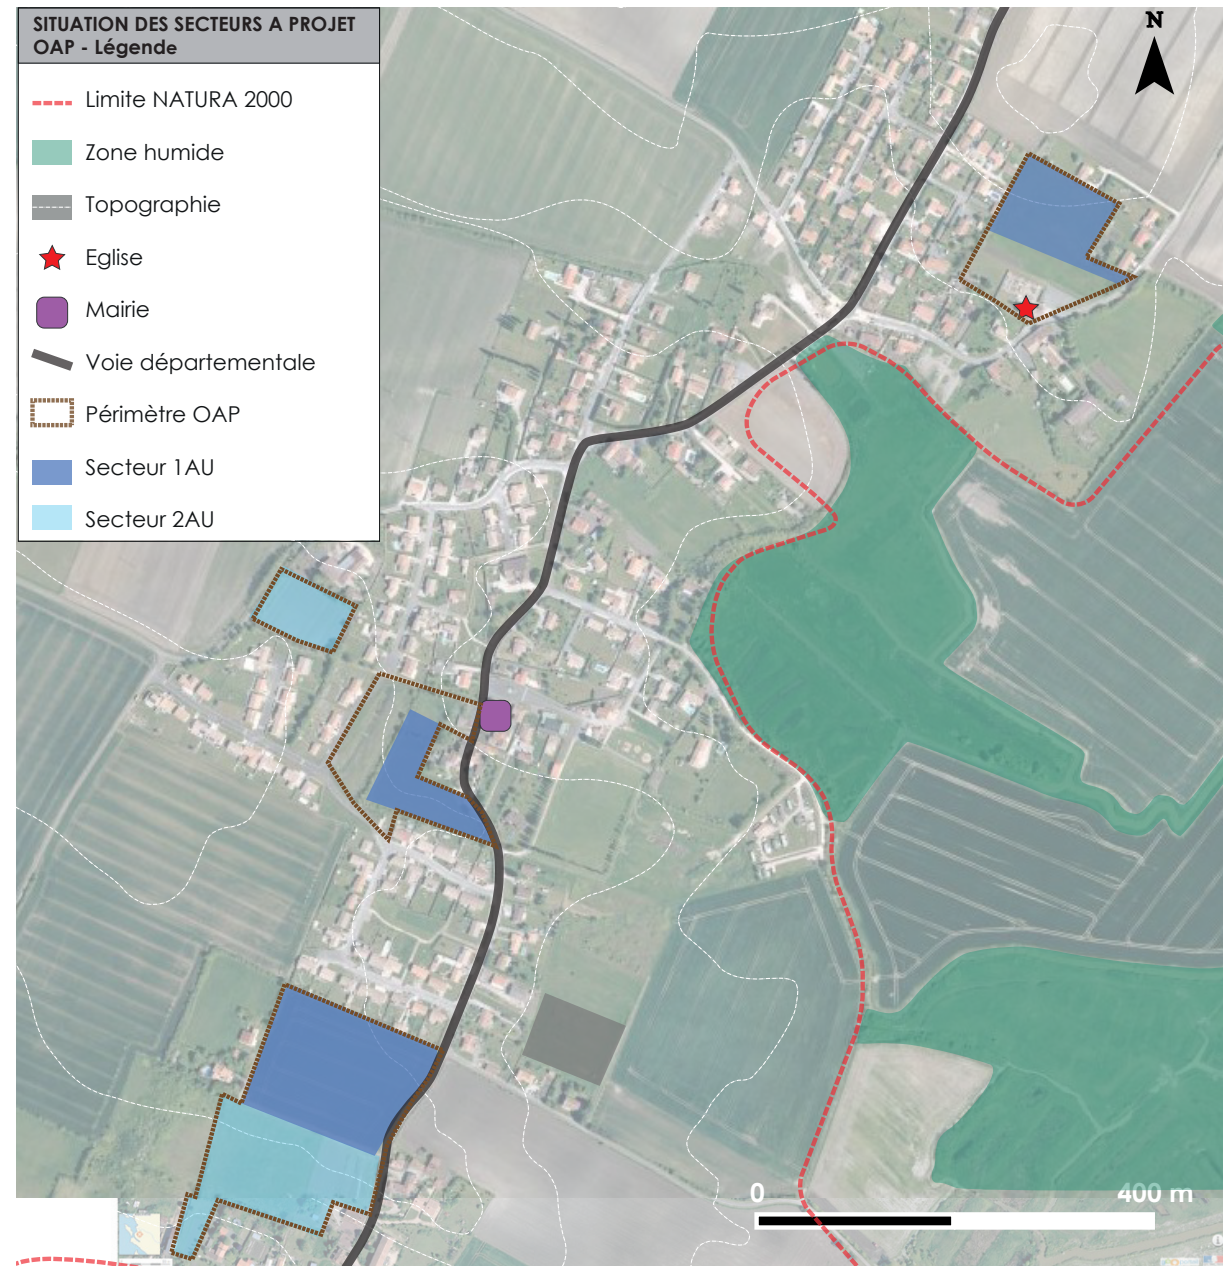 SITUATION DES SECTEURS A PROJET
OAP - Légende
Limite NATURA 2000
Zone humide
Topographie
Eglise
Mairie
Voie départementale
Périmètre OAP
Secteur 1AU
Secteur 2AU
N
0
400 m